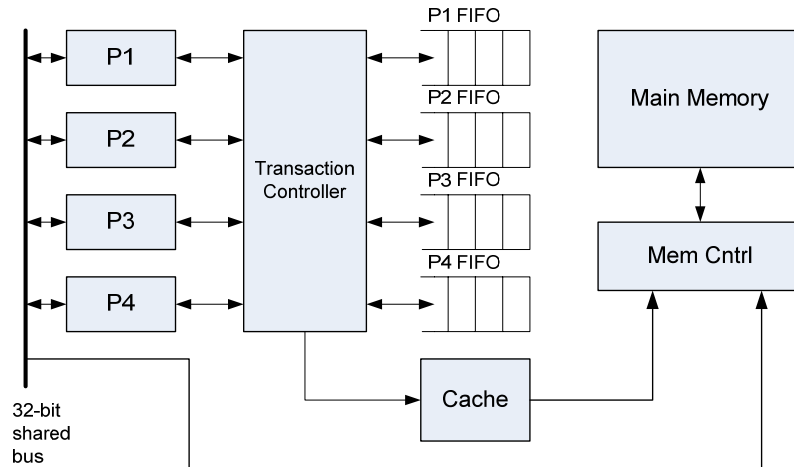 P1 FIFO
P1
P2 FIFO
P2
Main Memory
Transaction
Controller
P3 FIFO
P3
Mem Cntrl
P4 FIFO
P4
Cache
32-bit
shared
bus